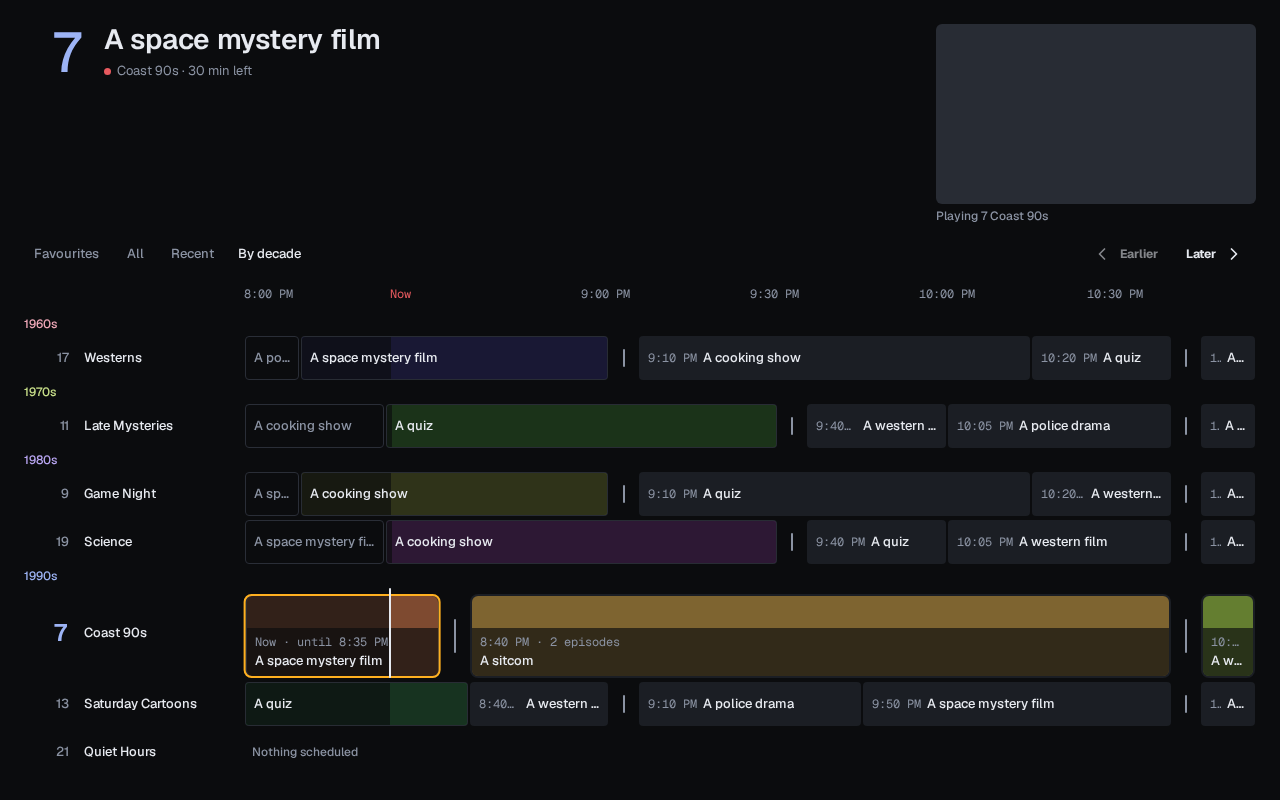 7
A space mystery film
Coast 90s · 30 min left
Playing 7 Coast 90s
Favourites All Recent By decade Earlier Later
8:00 PM Now 9:00 PM 9:30 PM 10:00 PM 10:30 PM
1960s
17 Westerns A po… A space mystery film 9:10 PM A cooking show 10:20 PM A quiz 1… A…
1970s
11 Late Mysteries A cooking show A quiz 9:40… A western … 10:05 PM A police drama 1… A …
1980s
9 Game Night A sp… A cooking show 9:10 PM A quiz 10:20… A western… 1… A…
19 Science A space mystery fi… A cooking show 9:40 PM A quiz 10:05 PM A western film 1… A…
1990s
7 Coast 90s
Now · until 8:35 PM 8:40 PM · 2 episodes 10:…
A space mystery film A sitcom A w…
13 Saturday Cartoons A quiz 8:40… A western … 9:10 PM A police drama 9:50 PM A space mystery film 1… A…
21 Quiet Hours Nothing scheduled